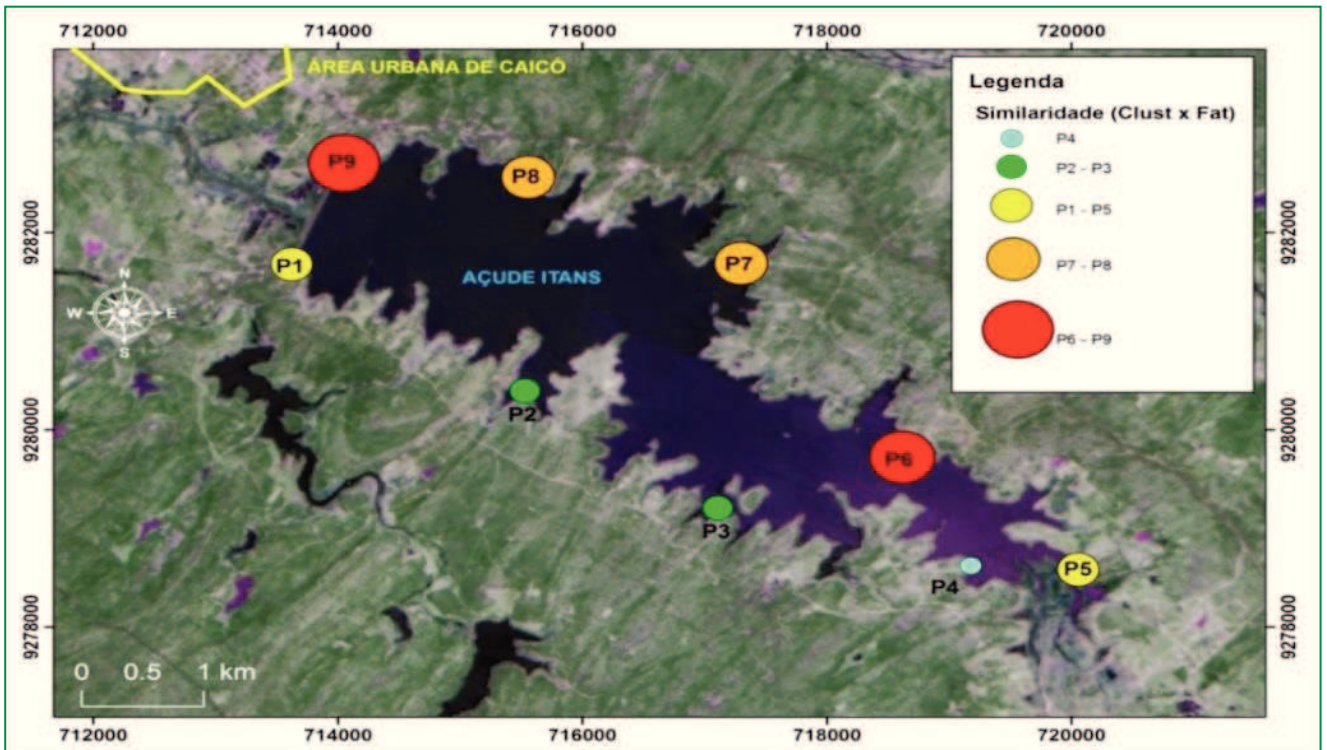 712000 714000 716000 718000 720000
ÁREA URBANA DE CAICÓ
Legenda
Similaridade (Clust x Fat)
P4
P2 - P3
P1 - P5
P7 - P8
P6 - P9
P9
P8
9282000
9282000
P1
P7
AÇUDE ITANS
N
W
E
S
P2
9280000
9280000
P6
P3
P4
P5
9278000
9278000
0 0.5 1 km
712000 714000 716000 718000 720000